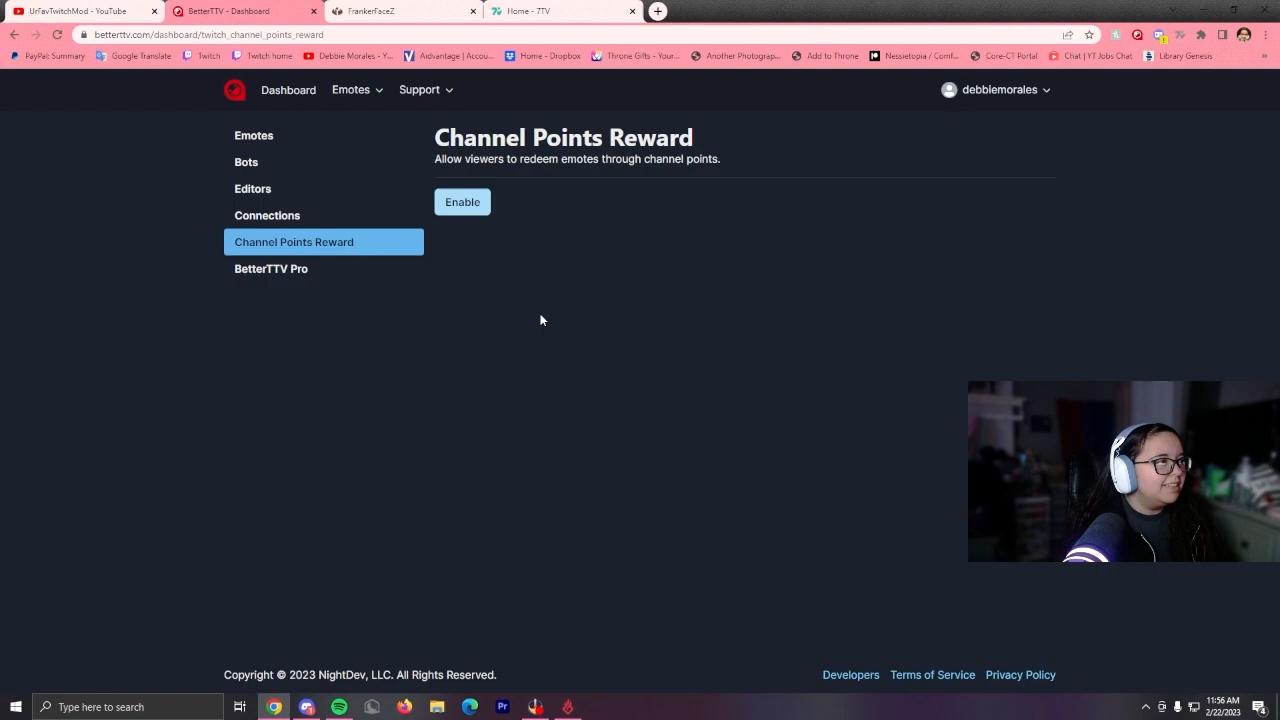 UrFavTwitchMod - YouTube
BetterTTV - Dashboard
FrankerFaceZ
Home - 7TV
betterttv.com/dashboard/twitch_channel_points_reward
PayPal: Summary
Google Translate
Twitch
Twitch home
Debbie Morales - Y...
Advantage | Accou...
Home - Dropbox
Throne Gifts - Your...
Another Photograp...
Add to Throne
Nessietopia / Comf...
Core-CT Portal
Chat | YT Jobs Chat
Library Genesis
Dashboard
Emotes
Support
debbiemorales
Emotes
Bots
Editors
Connections
Channel Points Reward
BetterTTV Pro
Channel Points Reward
Allow viewers to redeem emotes through channel points.
Enable
Copyright © 2023 NightDev, LLC. All Rights Reserved.
Developers
Terms of Service
Privacy Policy
Type here to search
11:56 AM
2/22/2023